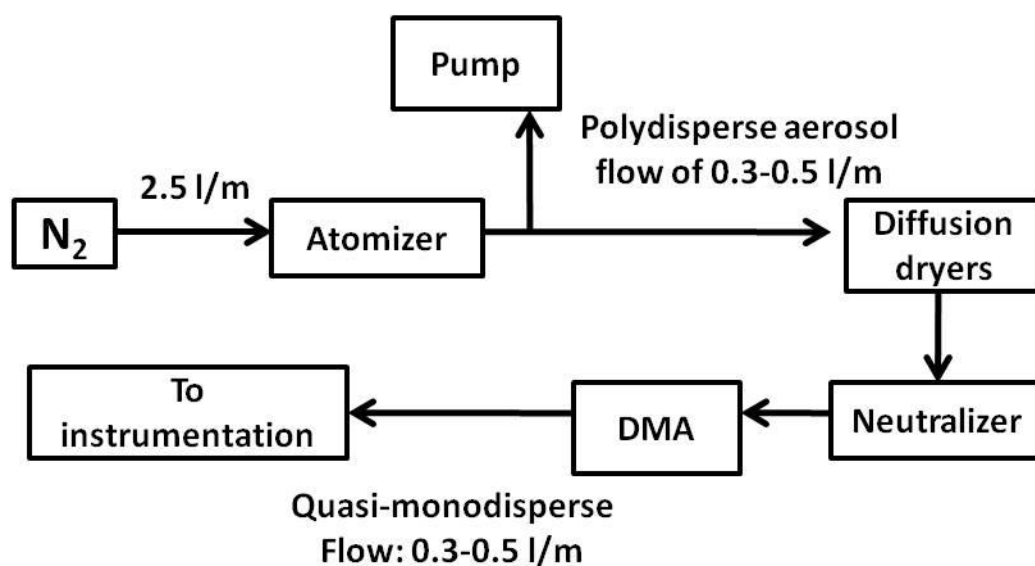 Pump
Polydisperse aerosol
flow of 0.3-0.5 l/m
2.5 l/m
N₂
Atomizer
Diffusion
dryers
To
instrumentation
DMA
Neutralizer
Quasi-monodisperse
Flow: 0.3-0.5 l/m